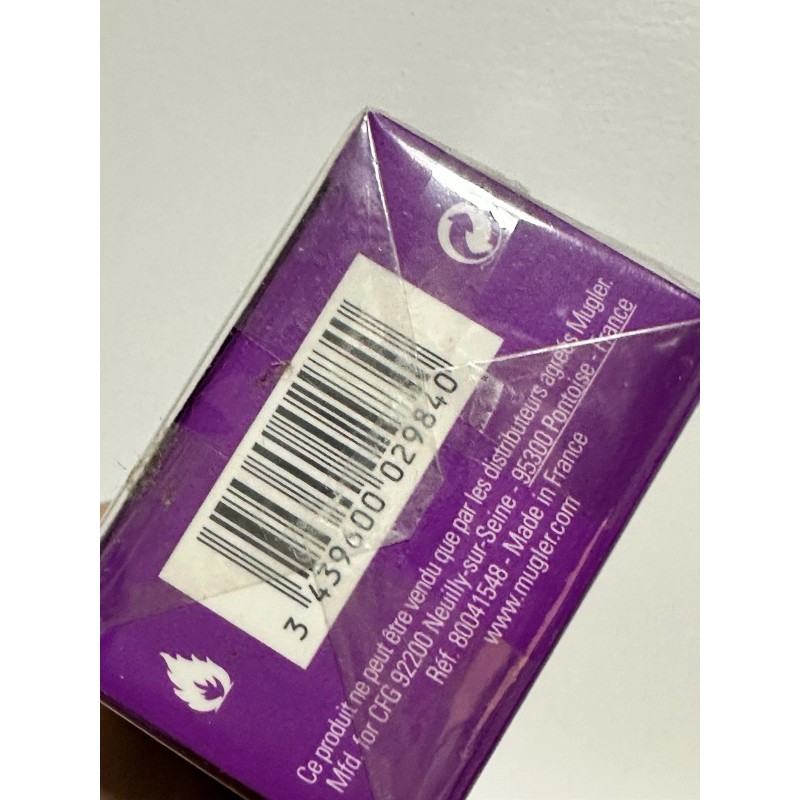 3 439600 029840
Ce produit ne peut être vendu que par les distributeurs agréés Mugler.
Mfd. for CFG 92200 Neuilly-sur-Seine - 95300 Pontoise - France
Réf. 80041548 - Made in France
www.mugler.com